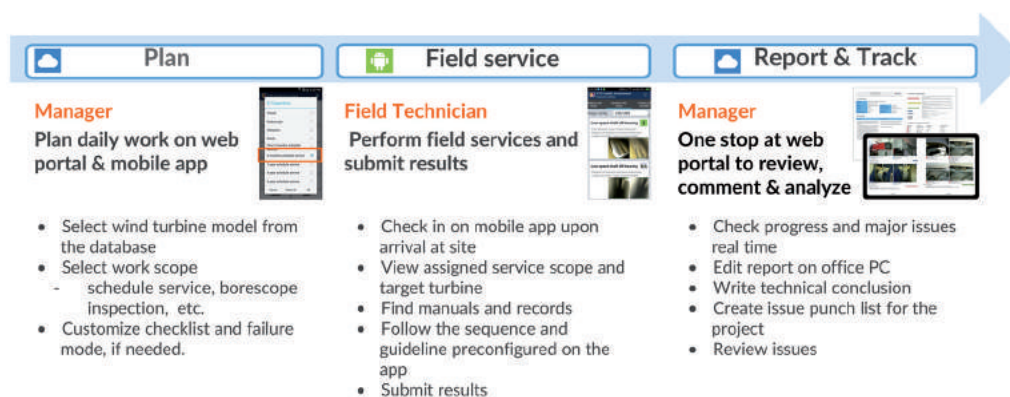 Plan
Field service
Report & Track
Manager
Plan daily work on web
portal & mobile app
• Select wind turbine model from
the database
• Select work scope
- schedule service, borescope
inspection, etc.
• Customize checklist and failure
mode, if needed.
Field Technician
Perform field services and
submit results
• Check in on mobile app upon
arrival at site
• View assigned service scope and
target turbine
• Find manuals and records
• Follow the sequence and
guideline preconfigured on the
app
• Submit results
Manager
One stop at web
portal to review,
comment & analyze
• Check progress and major issues
real time
• Edit report on office PC
• Write technical conclusion
• Create issue punch list for the
project
• Review issues